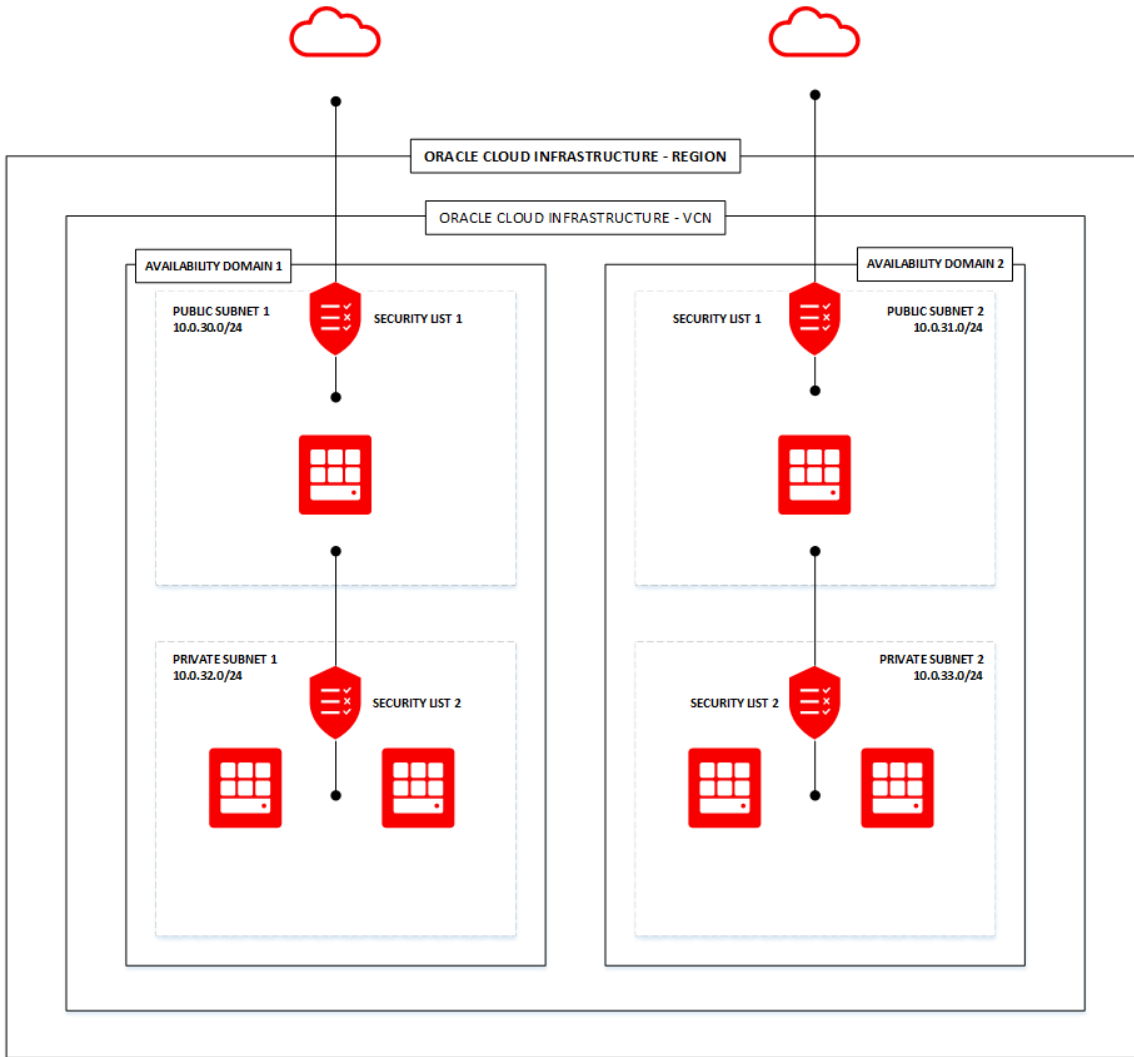 ORACLE CLOUD INFRASTRUCTURE - REGION
ORACLE CLOUD INFRASTRUCTURE - VCN
AVAILABILITY DOMAIN 1
PUBLIC SUBNET 1
10.0.30.0/24
SECURITY LIST 1
PRIVATE SUBNET 1
10.0.32.0/24
SECURITY LIST 2
AVAILABILITY DOMAIN 2
SECURITY LIST 1
PUBLIC SUBNET 2
10.0.31.0/24
PRIVATE SUBNET 2
10.0.33.0/24
SECURITY LIST 2